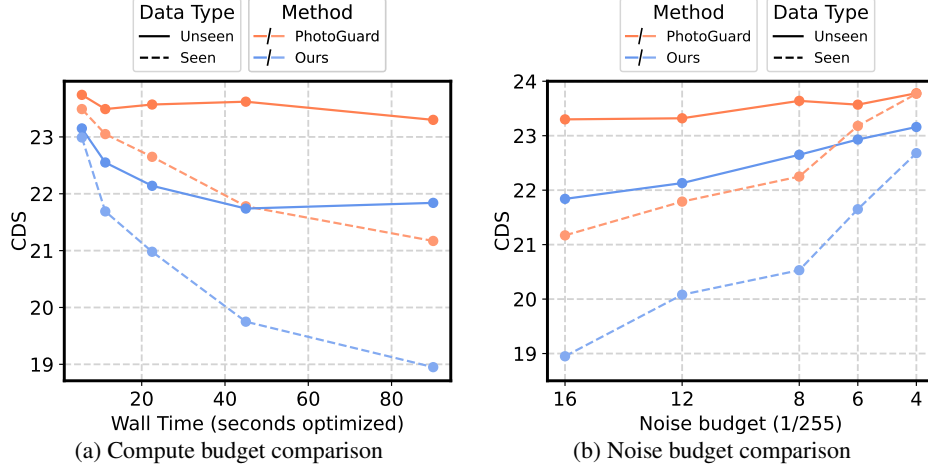 Data Type
Unseen
Seen
Method
PhotoGuard
Ours
CDS
23
22
21
20
19
20
40
60
80
Wall Time (seconds optimized)
(a) Compute budget comparison
Method
PhotoGuard
Ours
Data Type
Unseen
Seen
CDS
24
23
22
21
20
19
16
12
8
6
4
Noise budget (1/255)
(b) Noise budget comparison